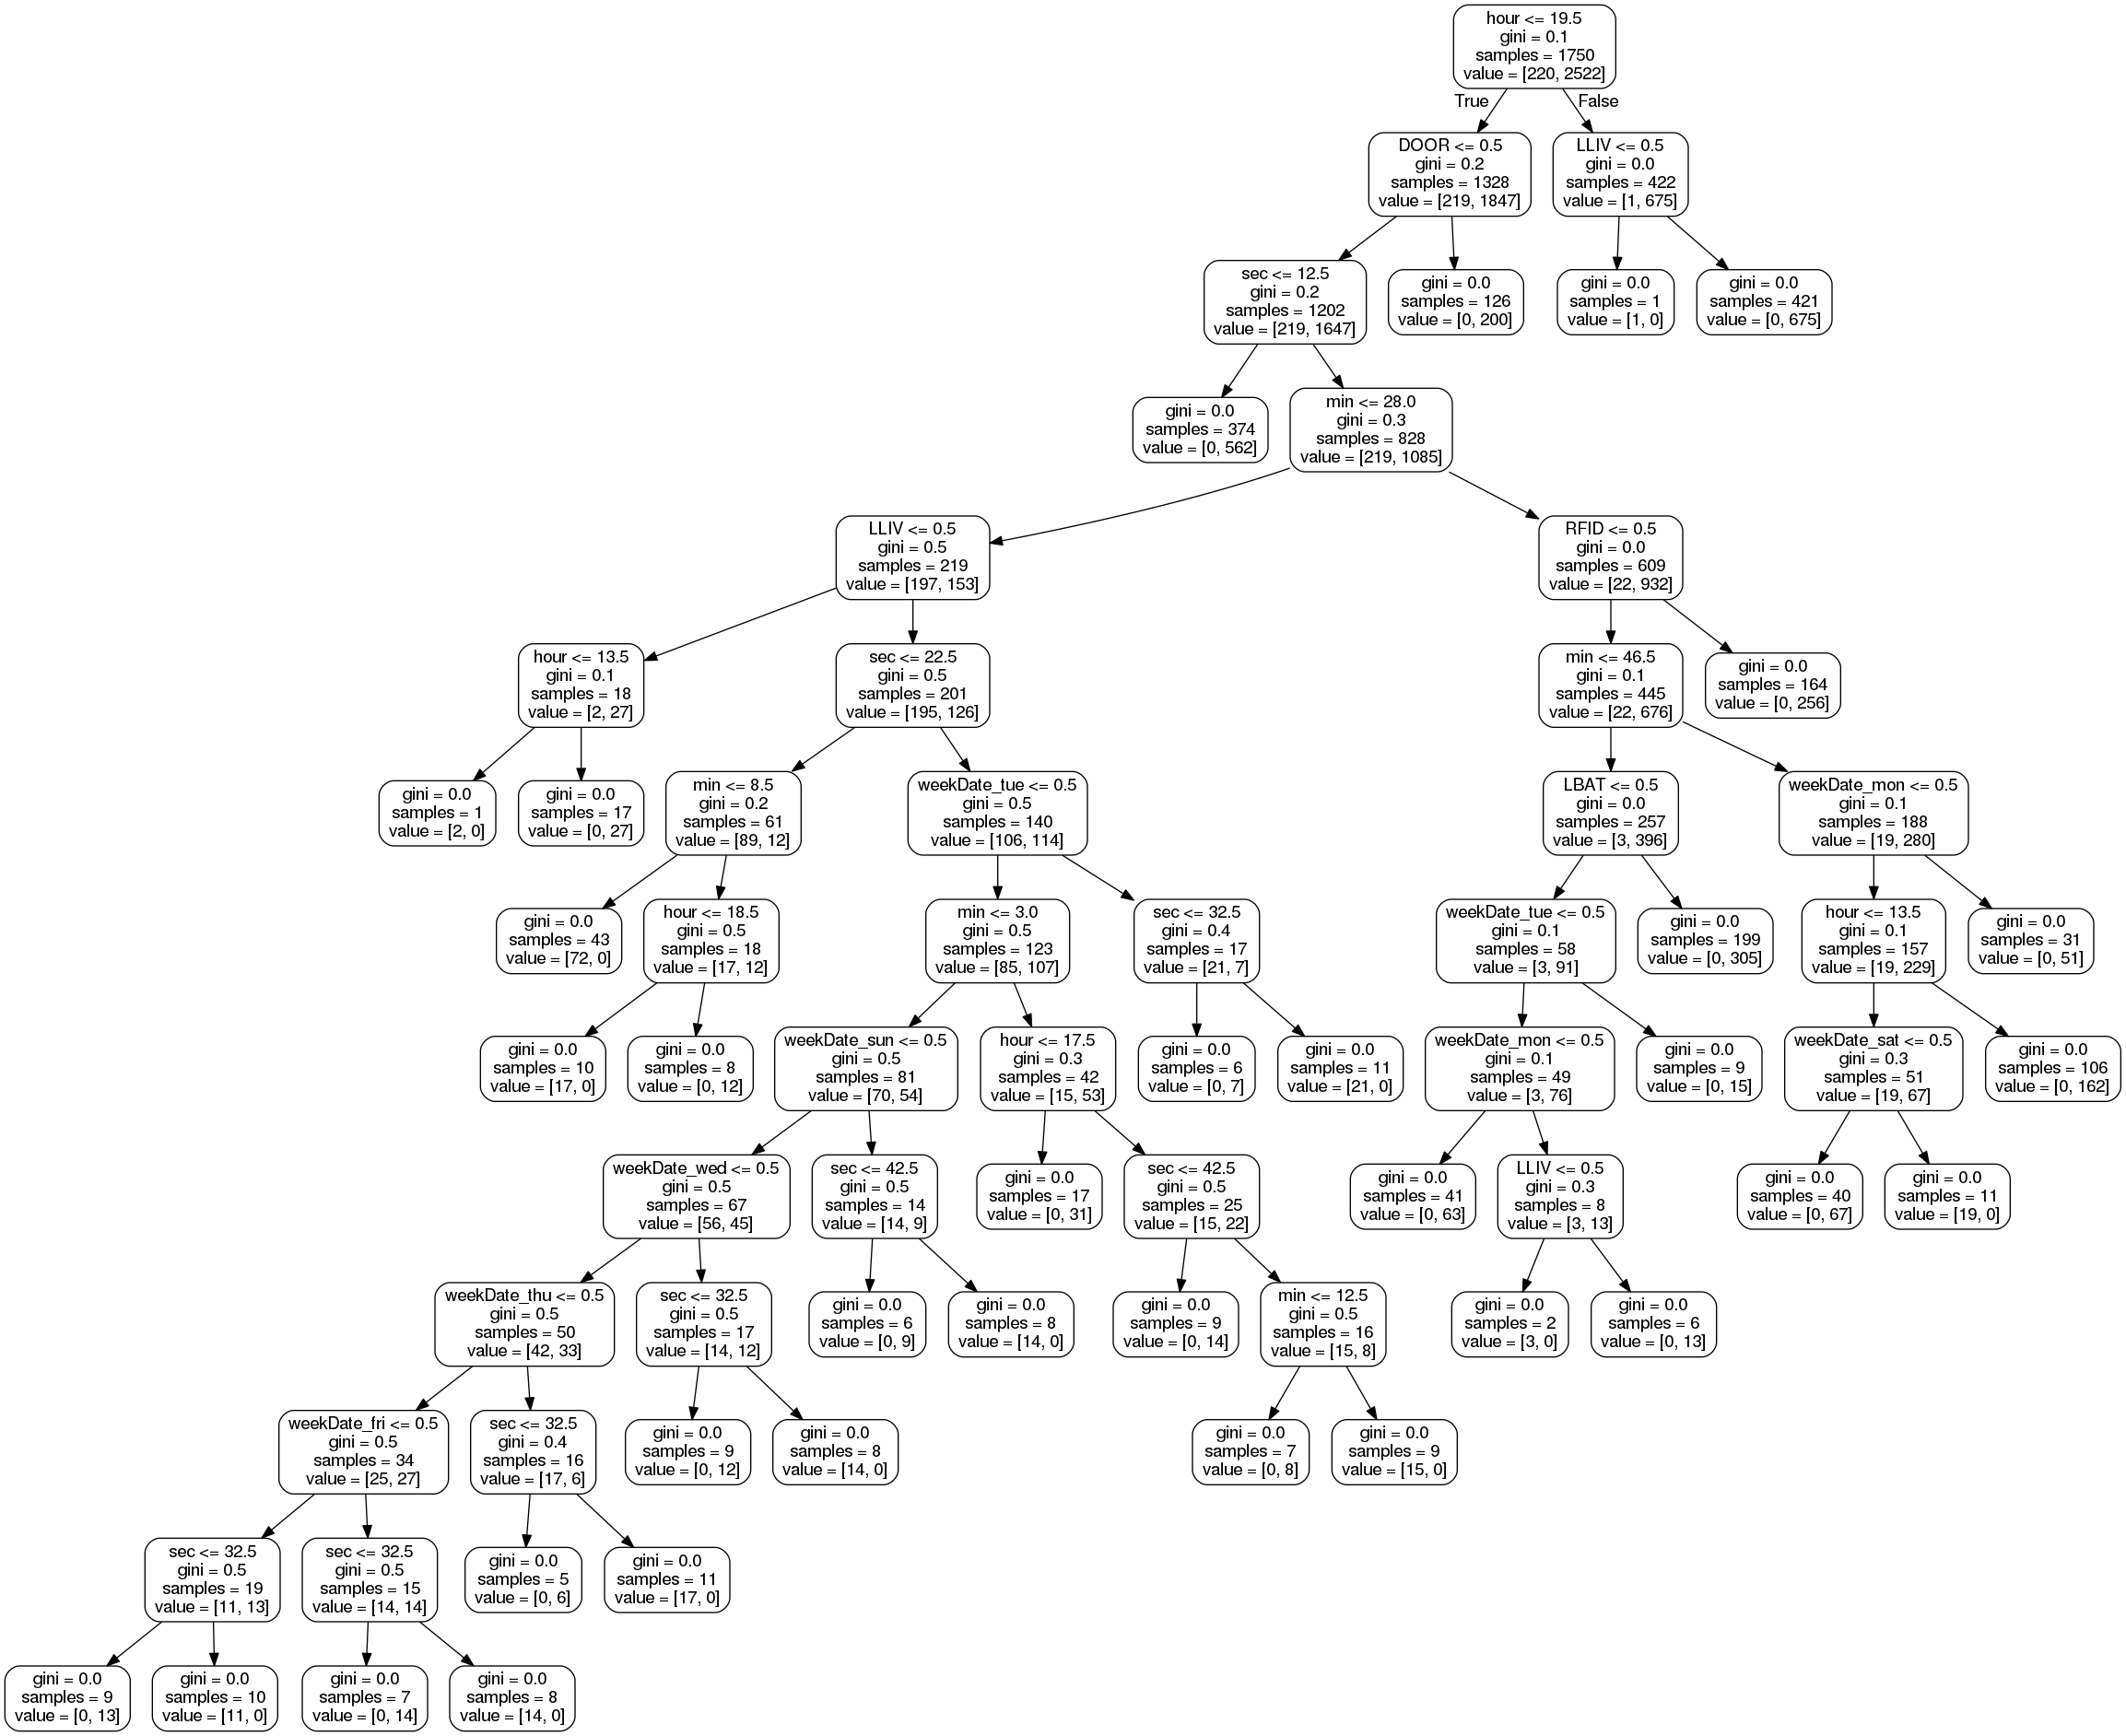 hour <= 19.5
gini = 0.1
samples = 1750
value = [220, 2522]
True
False
DOOR <= 0.5
gini = 0.2
samples = 1328
value = [219, 1847]
LLIV <= 0.5
gini = 0.0
samples = 422
value = [1, 675]
sec <= 12.5
gini = 0.2
samples = 1202
value = [219, 1647]
gini = 0.0
samples = 126
value = [0, 200]
gini = 0.0
samples = 1
value = [1, 0]
gini = 0.0
samples = 421
value = [0, 675]
gini = 0.0
samples = 374
value = [0, 562]
min <= 28.0
gini = 0.3
samples = 828
value = [219, 1085]
LLIV <= 0.5
gini = 0.5
samples = 219
value = [197, 153]
RFID <= 0.5
gini = 0.0
samples = 609
value = [22, 932]
hour <= 13.5
gini = 0.1
samples = 18
value = [2, 27]
sec <= 22.5
gini = 0.5
samples = 201
value = [195, 126]
min <= 46.5
gini = 0.1
samples = 445
value = [22, 676]
gini = 0.0
samples = 164
value = [0, 256]
gini = 0.0
samples = 1
value = [2, 0]
gini = 0.0
samples = 17
value = [0, 27]
min <= 8.5
gini = 0.2
samples = 61
value = [89, 12]
weekDate_tue <= 0.5
gini = 0.5
samples = 140
value = [106, 114]
LBAT <= 0.5
gini = 0.0
samples = 257
value = [3, 396]
weekDate_mon <= 0.5
gini = 0.1
samples = 188
value = [19, 280]
gini = 0.0
samples = 43
value = [72, 0]
hour <= 18.5
gini = 0.5
samples = 18
value = [17, 12]
min <= 3.0
gini = 0.5
samples = 123
value = [85, 107]
sec <= 32.5
gini = 0.4
samples = 17
value = [21, 7]
weekDate_tue <= 0.5
gini = 0.1
samples = 58
value = [3, 91]
gini = 0.0
samples = 199
value = [0, 305]
hour <= 13.5
gini = 0.1
samples = 157
value = [19, 229]
gini = 0.0
samples = 31
value = [0, 51]
gini = 0.0
samples = 10
value = [17, 0]
gini = 0.0
samples = 8
value = [0, 12]
weekDate_sun <= 0.5
gini = 0.5
samples = 81
value = [70, 54]
hour <= 17.5
gini = 0.3
samples = 42
value = [15, 53]
gini = 0.0
samples = 6
value = [0, 7]
gini = 0.0
samples = 11
value = [21, 0]
weekDate_mon <= 0.5
gini = 0.1
samples = 49
value = [3, 76]
gini = 0.0
samples = 9
value = [0, 15]
weekDate_sat <= 0.5
gini = 0.3
samples = 51
value = [19, 67]
gini = 0.0
samples = 106
value = [0, 162]
weekDate_wed <= 0.5
gini = 0.5
samples = 67
value = [56, 45]
sec <= 42.5
gini = 0.5
samples = 14
value = [14, 9]
gini = 0.0
samples = 17
value = [0, 31]
sec <= 42.5
gini = 0.5
samples = 25
value = [15, 22]
gini = 0.0
samples = 41
value = [0, 63]
LLIV <= 0.5
gini = 0.3
samples = 8
value = [3, 13]
gini = 0.0
samples = 40
value = [0, 67]
gini = 0.0
samples = 11
value = [19, 0]
weekDate_thu <= 0.5
gini = 0.5
samples = 50
value = [42, 33]
sec <= 32.5
gini = 0.5
samples = 17
value = [14, 12]
gini = 0.0
samples = 6
value = [0, 9]
gini = 0.0
samples = 8
value = [14, 0]
gini = 0.0
samples = 9
value = [0, 14]
min <= 12.5
gini = 0.5
samples = 16
value = [15, 8]
gini = 0.0
samples = 2
value = [3, 0]
gini = 0.0
samples = 6
value = [0, 13]
weekDate_fri <= 0.5
gini = 0.5
samples = 34
value = [25, 27]
sec <= 32.5
gini = 0.4
samples = 16
value = [17, 6]
gini = 0.0
samples = 9
value = [0, 12]
gini = 0.0
samples = 8
value = [14, 0]
gini = 0.0
samples = 7
value = [0, 8]
gini = 0.0
samples = 9
value = [15, 0]
sec <= 32.5
gini = 0.5
samples = 19
value = [11, 13]
sec <= 32.5
gini = 0.5
samples = 15
value = [14, 14]
gini = 0.0
samples = 5
value = [0, 6]
gini = 0.0
samples = 11
value = [17, 0]
gini = 0.0
samples = 9
value = [0, 13]
gini = 0.0
samples = 10
value = [11, 0]
gini = 0.0
samples = 7
value = [0, 14]
gini = 0.0
samples = 8
value = [14, 0]